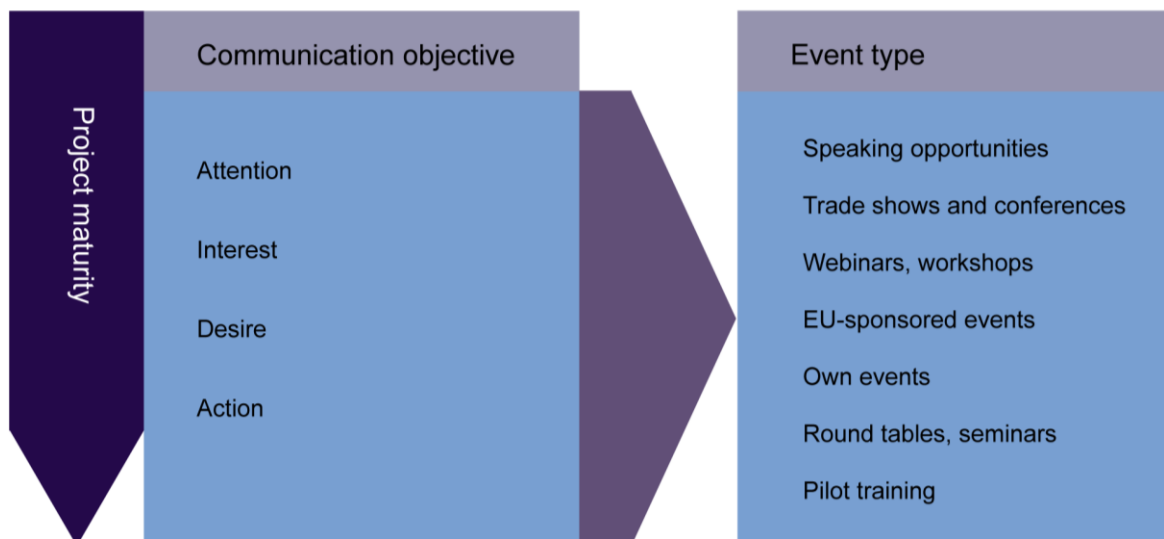 Project maturity
Communication objective
Attention
Interest
Desire
Action
Event type
Speaking opportunities
Trade shows and conferences
Webinars, workshops
EU-sponsored events
Own events
Round tables, seminars
Pilot training